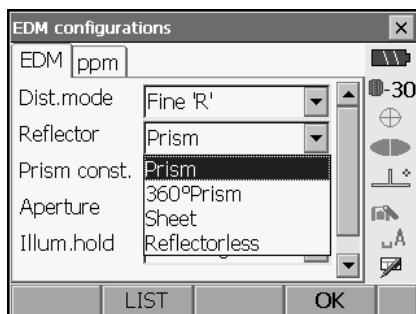 EDM configurations
EDM ppm
Dist.mode Fine 'R'
-30
Reflector Prism
Prism const. Prism
360°Prism
Aperture
Sheet
Illum.hold Reflectorless
A
LIST OK